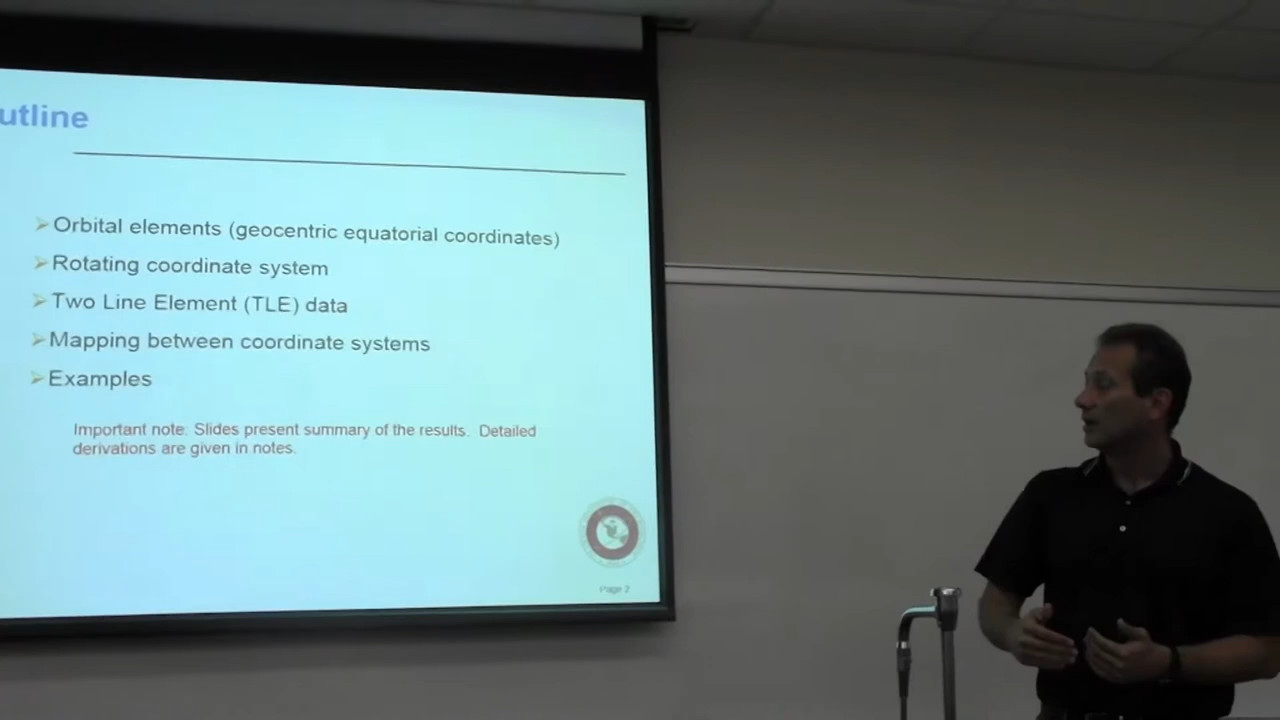 utline
Orbital elements (geocentric equatorial coordinates)
Rotating coordinate system
Two Line Element (TLE) data
Mapping between coordinate systems
Examples
Important note: Slides present summary of the results. Detailed
derivations are given in notes.
Page 2